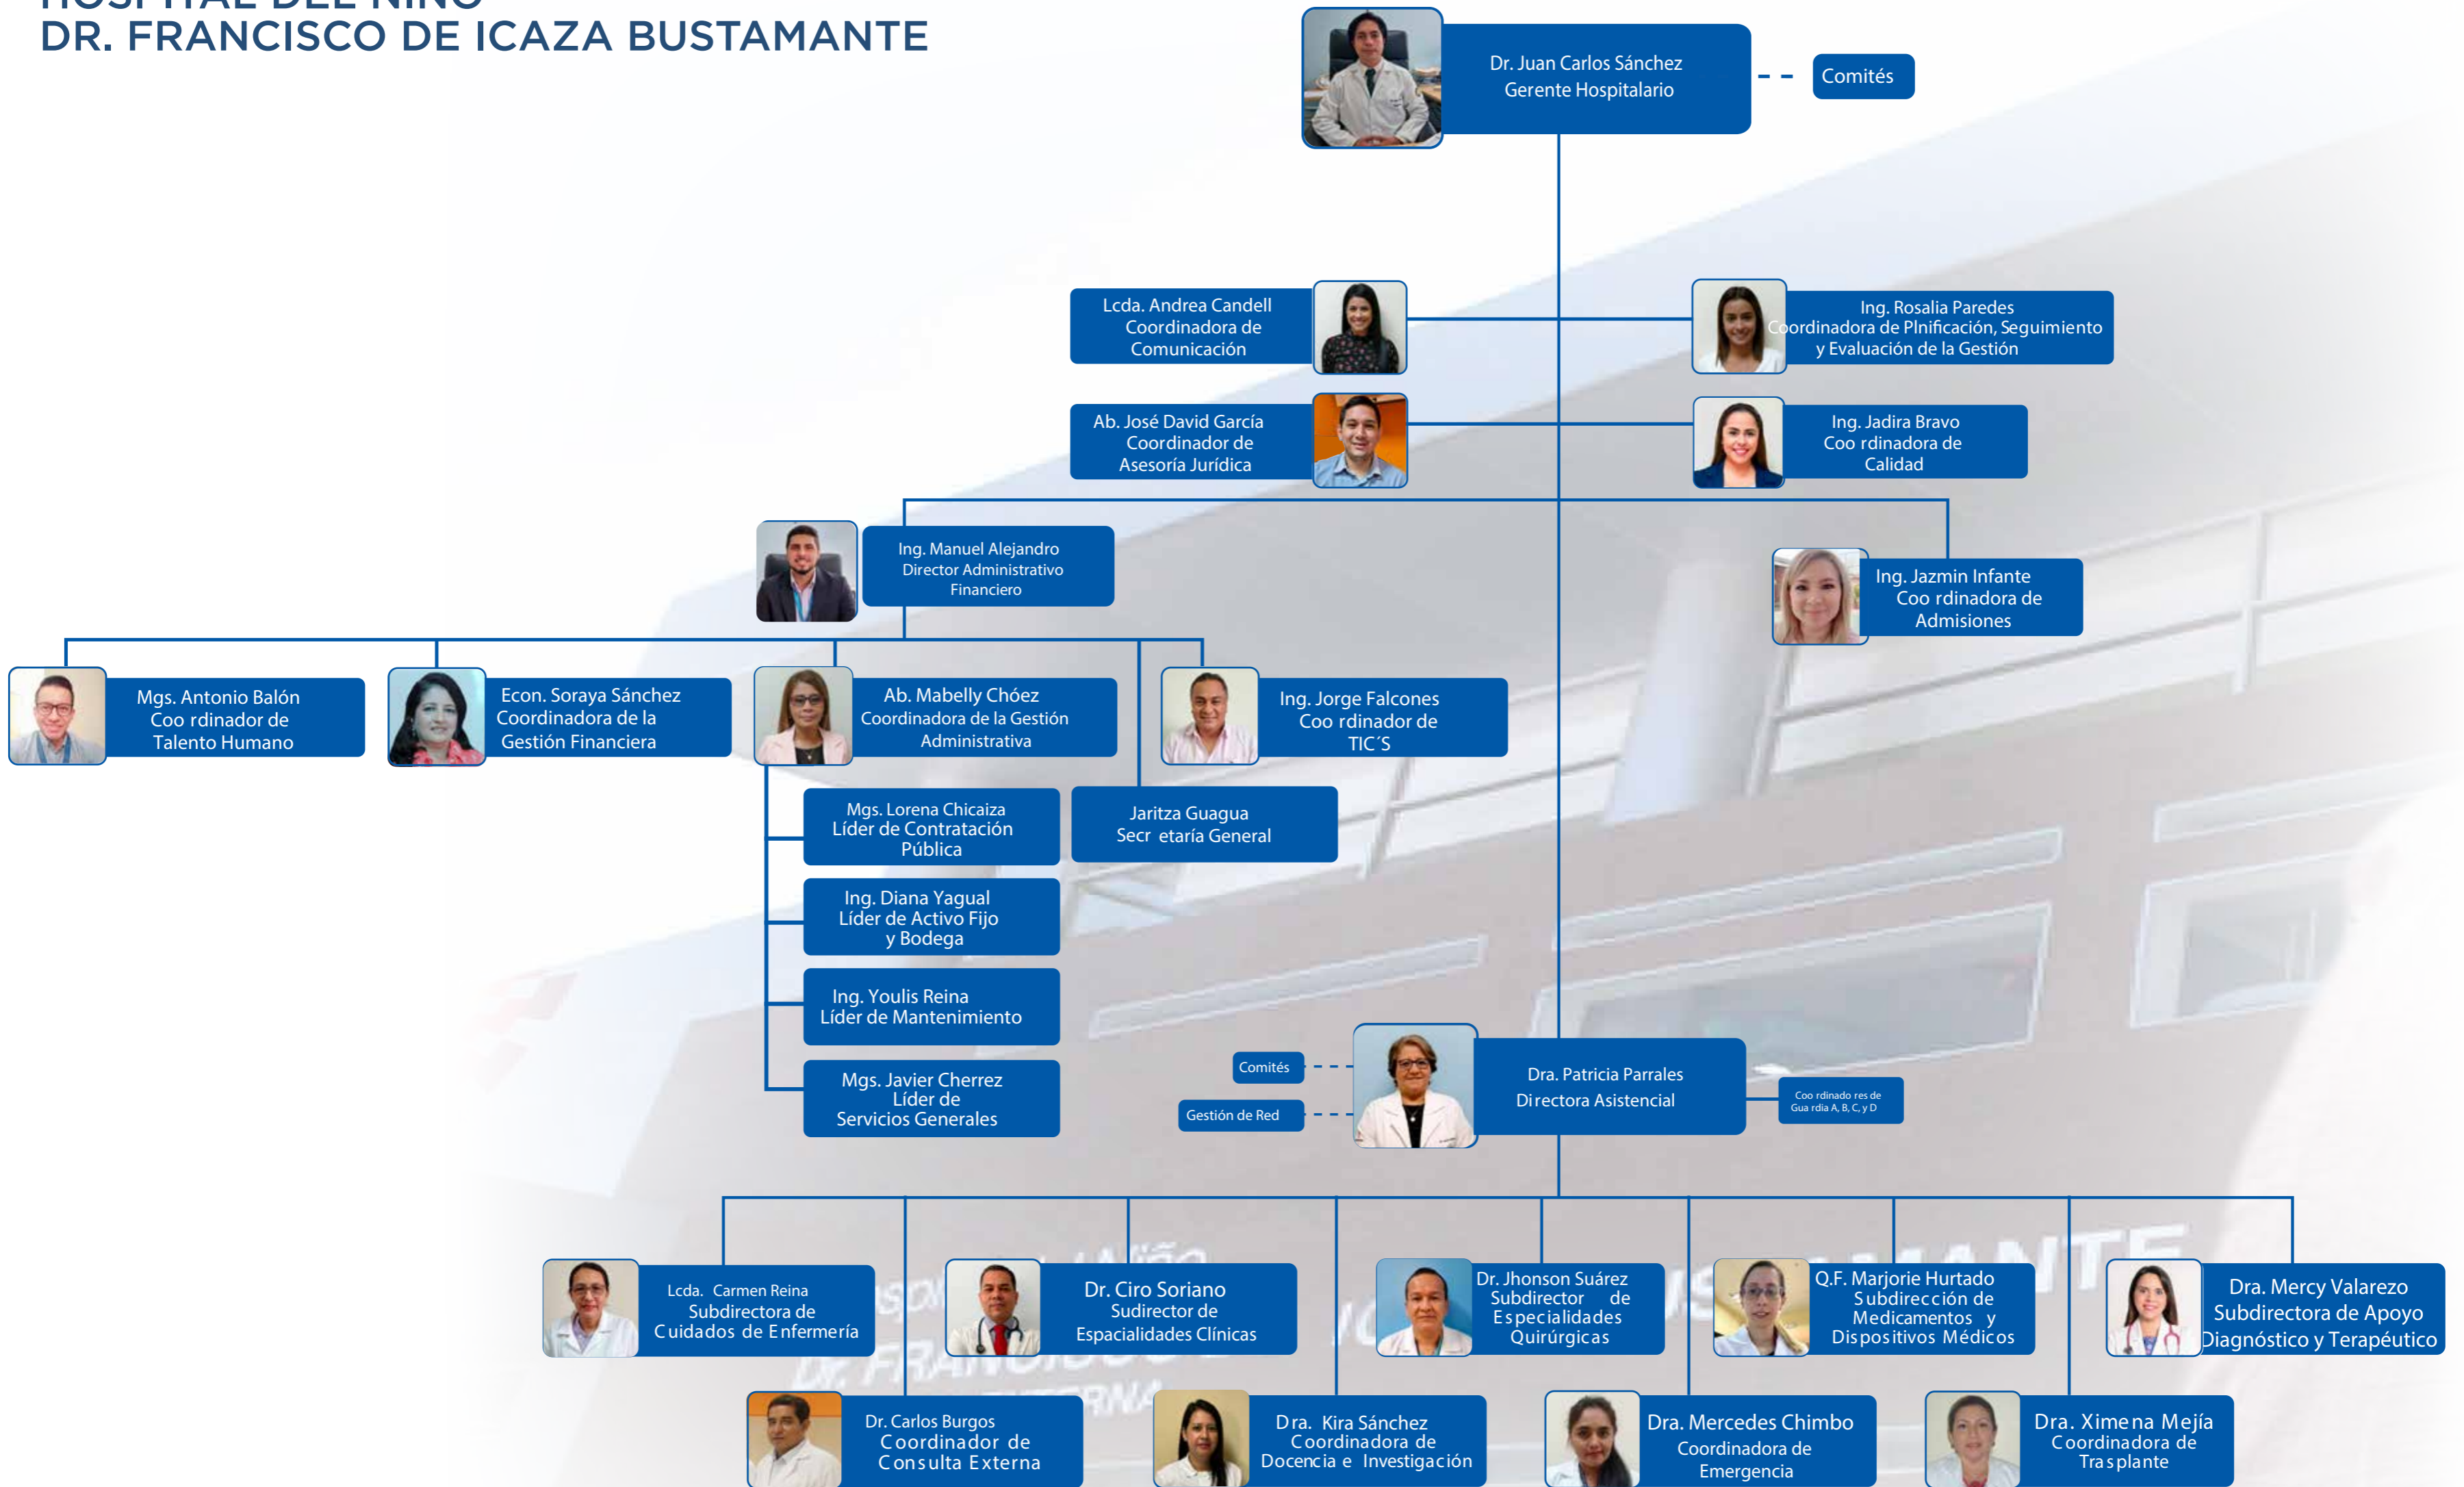 HOSPITAL DEL NIÑO
DR. FRANCISCO DE ICAZA BUSTAMANTE
Dr. Juan Carlos Sánchez
Gerente Hospitalario
Comités
Lcda. Andrea Candell
Coordinadora de
Comunicación
Ing. Rosalia Paredes
Coordinadora de Plnificación, Seguimiento
y Evaluación de la Gestión
Ab. José David García
Coordinador de
Asesoría Jurídica
Ing. Jadira Bravo
Coo rdinadora de
Calidad
Ing. Manuel Alejandro
Director Administrativo
Financiero
Ing. Jazmin Infante
Coo rdinadora de
Admisiones
Mgs. Antonio Balón
Coo rdinador de
Talento Humano
Econ. Soraya Sánchez
Coordinadora de la
Gestión Financiera
Ab. Mabelly Chóez
Coordinadora de la Gestión
Administrativa
Ing. Jorge Falcones
Coo rdinador de
TIC´S
Mgs. Lorena Chicaiza
Líder de Contratación
Pública
Jaritza Guagua
Secr etaría General
Ing. Diana Yagual
Líder de Activo Fijo
y Bodega
Ing. Youlis Reina
Líder de Mantenimiento
Mgs. Javier Cherrez
Líder de
Servicios Generales
Comités
Gestión de Red
Dra. Patricia Parrales
Directora Asistencial
Coo rdinado res de
Gua rdia A, B, C, y D
Lcda. Carmen Reina
Subdirectora de
Cuidados de Enfermería
Dr. Ciro Soriano
Sudirector de
Espacialidades Clínicas
Dr. Jhonson Suárez
Subdirector de
Especialidades
Quirúrgicas
Q.F. Marjorie Hurtado
Subdirección de
Medicamentos y
Dispositivos Médicos
Dra. Mercy Valarezo
Subdirectora de Apoyo
Diagnóstico y Terapéutico
Dr. Carlos Burgos
Coordinador de
Consulta Externa
Dra. Kira Sánchez
Coordinadora de
Docencia e Investigación
Dra. Mercedes Chimbo
Coordinadora de
Emergencia
Dra. Ximena Mejía
Coordinadora de
Trasplante